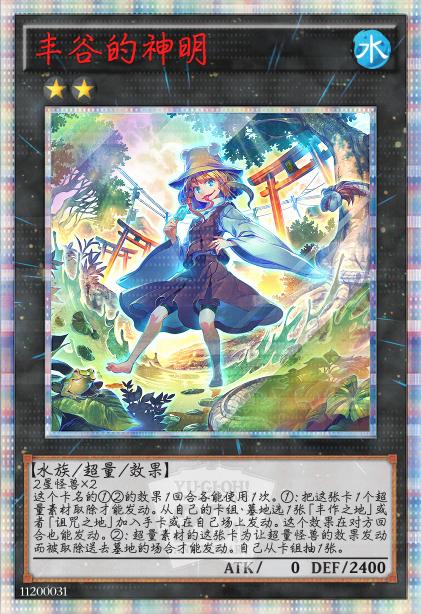 丰谷的神明
水
【水族/超量/效果】
2星怪兽×2
这个卡名的①②的效果1回合各能使用1次。①:把这张卡1个超
量素材取除才能发动。从自己的卡组·墓地选1张「丰作之地」或
者「诅咒之地」加入手卡或在自己场上发动。这个效果在对方回
合也能发动。②:超量素材的这张卡为让超量怪兽的效果发动
而被取除送去墓地的场合才能发动。自己从卡组抽1张。
ATK/ 0 DEF/2400
11200031
YU-GI-OH!